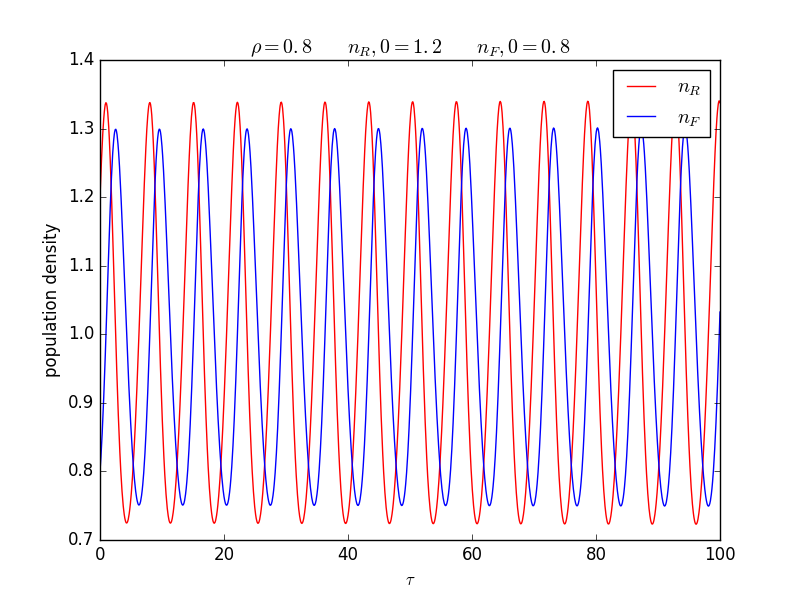 ρ = 0.8 n_R, 0 = 1.2 n_F, 0 = 0.8
n_R
n_F
1.4
1.3
1.2
1.1
1.0
0.9
0.8
0.7
population density
0 20 40 60 80 100
τ